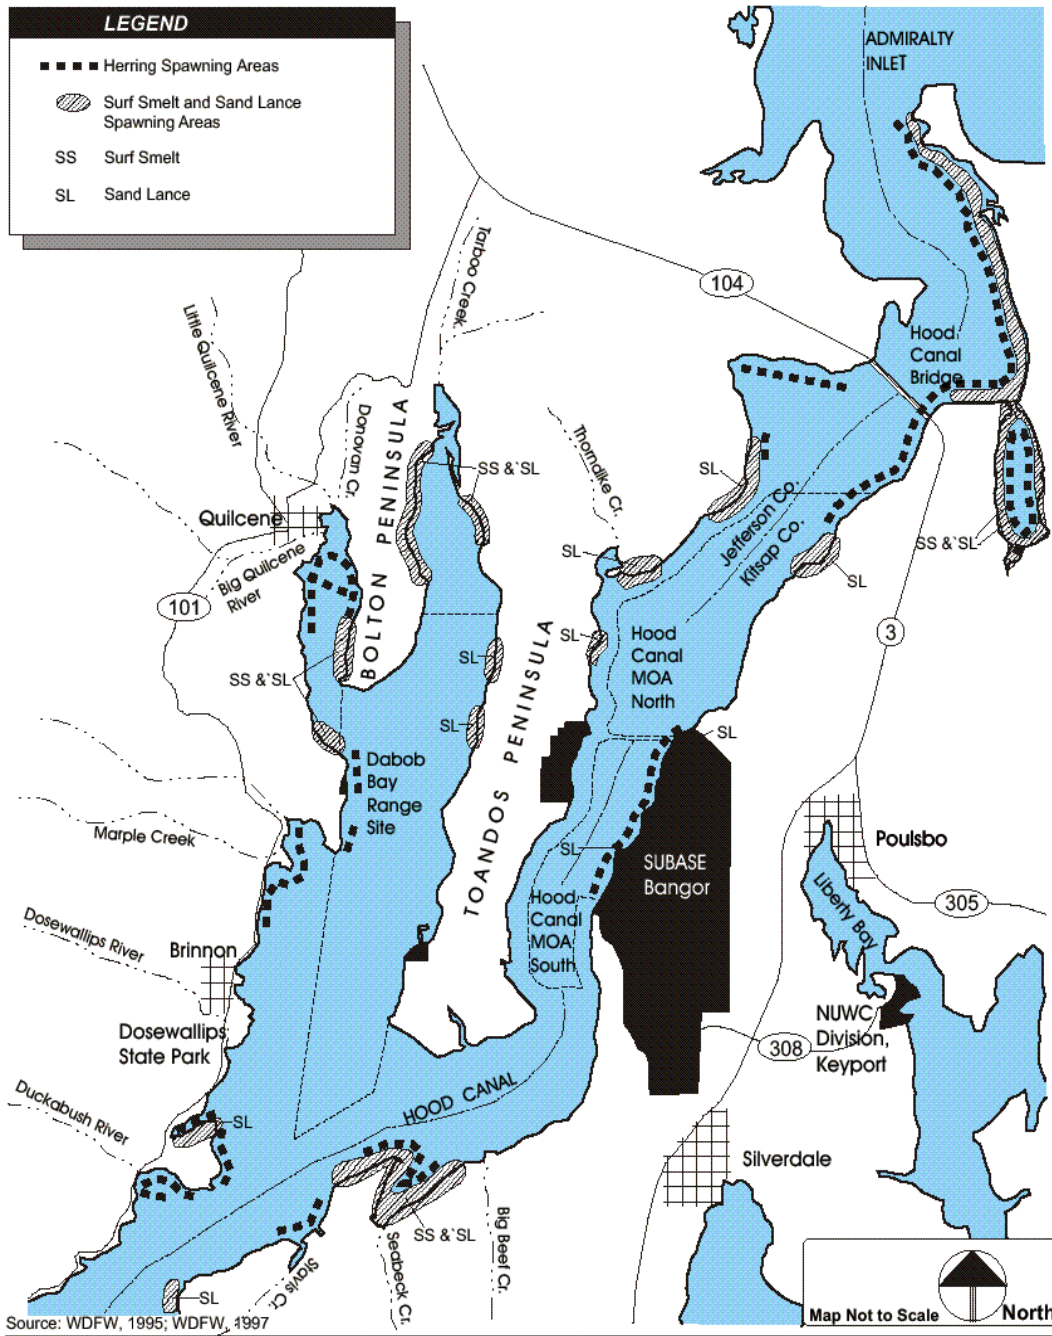 LEGEND
Herring Spawning Areas
Surf Smelt and Sand Lance
Spawning Areas
SS Surf Smelt
SL Sand Lance
ADMIRALTY
INLET
Tarboo Creek.
104
Little Quilcene River
Hood
Canal
Bridge
Donovan Cr.
BOLTON PENINSULA
Thorndike Cr.
SS &`SL
SL
Jefferson Co.
Kitsap Co.
Quilcene
Big Quilcene
River
101
SS &`SL
SL
SL
3
SL
Hood
Canal
MOA
North
TOANDOS PENINSULA
SL
SS &`SL
SL
SL
Dabob
Bay
Range
Site
Marple Creek
Poulsbo
SL
SUBASE
Bangor
Liberty Bay
305
Hood
Canal
MOA
South
Dosewallips River
Brinnon
NUWC
Division,
Keyport
308
Dosewallips
State Park
HOOD CANAL
Duckabush River
SL
Silverdale
SS &`SL
Big Beef Cr.
Seabeck Cr.
Stavis Cr.
SL
Map Not to Scale
North
Source: WDFW, 1995; WDFW, 1997